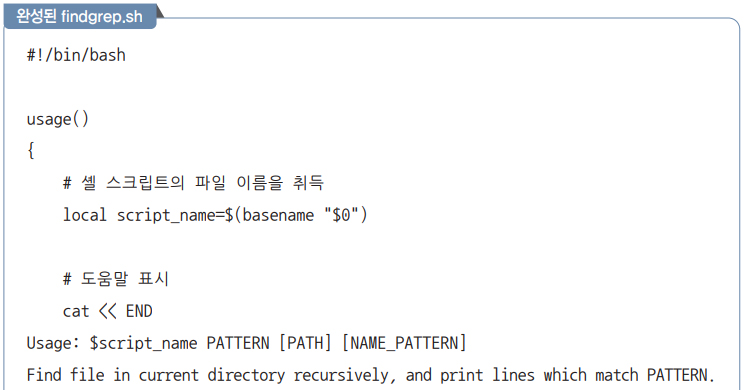 완성된 findgrep.sh
#!/bin/bash
usage()
{
# 셸 스크립트의 파일 이름을 취득
local script_name=$(basename "$0")
# 도움말 표시
cat << END
Usage: $script_name PATTERN [PATH] [NAME_PATTERN]
Find file in current directory recursively, and print lines which match PATTERN.